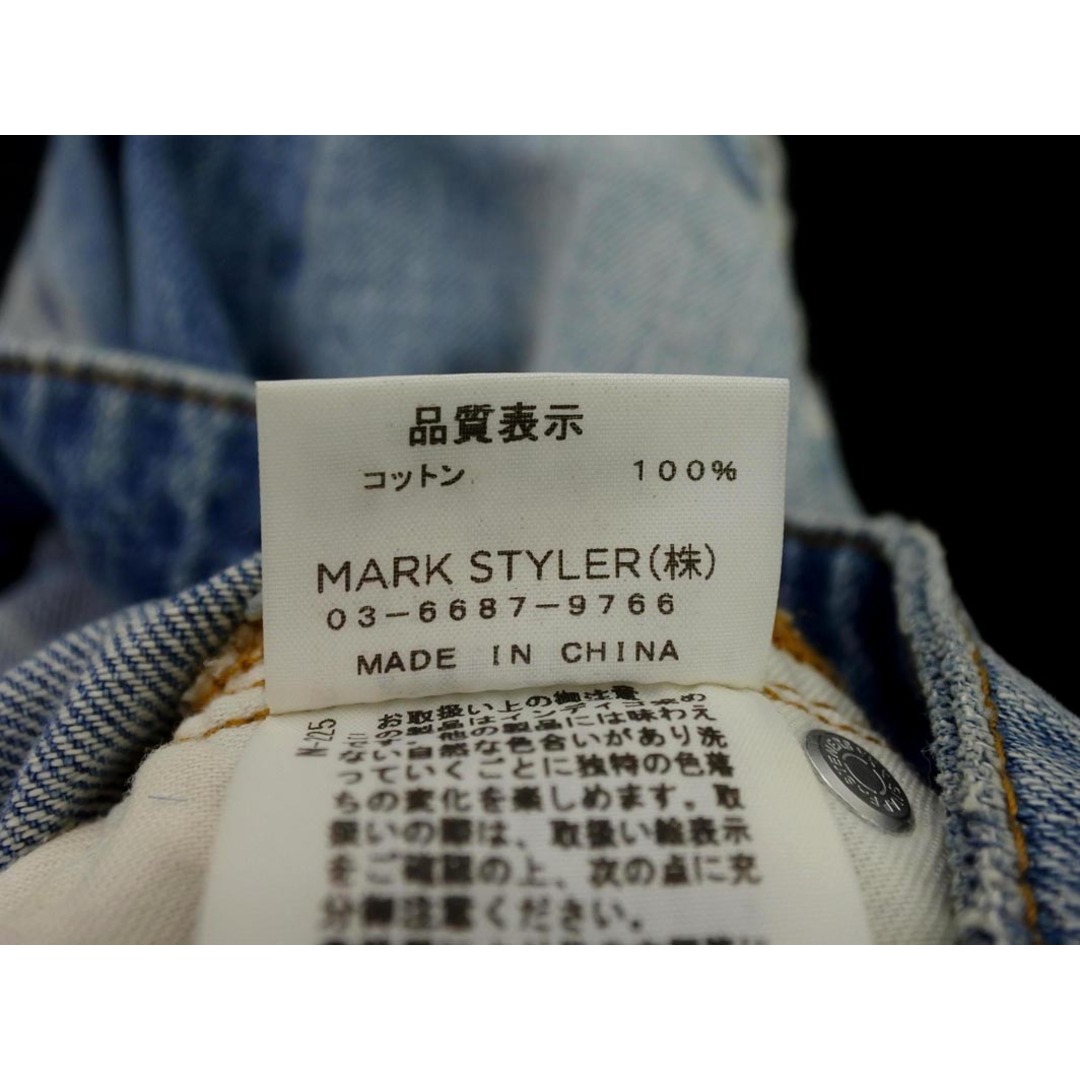 品質表示
コットン 100%
MARK STYLER(株)
03-6687-9766
MADE IN CHINA
N-225
お取扱い上の御注意
の製品はインディゴ染め
です。他の製品には味わえ
ない自然な色合いがあり洗
っていくごとに独特の色落
ちの変化を楽しめます。取
扱いの際は、取扱い絵表示
をご確認の上、次の点に充
分御注意ください。